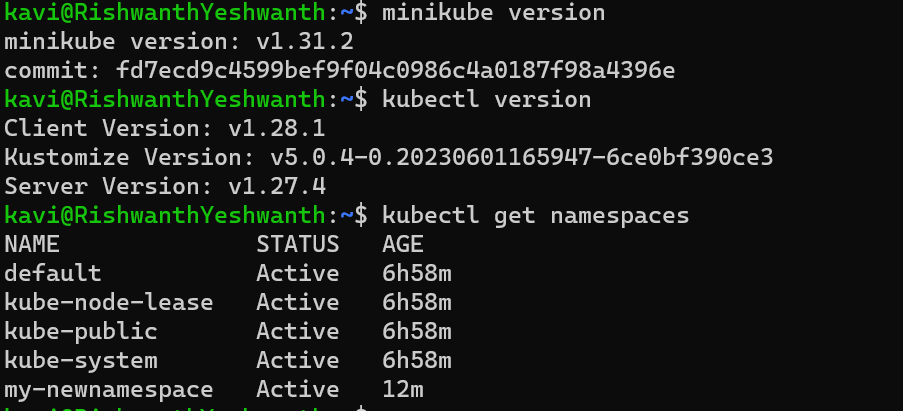 kavi@RishwanthYeshwanth:~$ minikube version
minikube version: v1.31.2
commit: fd7ecd9c4599bef9f04c0986c4a0187f98a4396e
kavi@RishwanthYeshwanth:~$ kubectl version
Client Version: v1.28.1
Kustomize Version: v5.0.4-0.20230601165947-6ce0bf390ce3
Server Version: v1.27.4
kavi@RishwanthYeshwanth:~$ kubectl get namespaces
NAME STATUS AGE
default Active 6h58m
kube-node-lease Active 6h58m
kube-public Active 6h58m
kube-system Active 6h58m
my-newnamespace Active 12m
kavi@RishwanthYeshwanth:~$